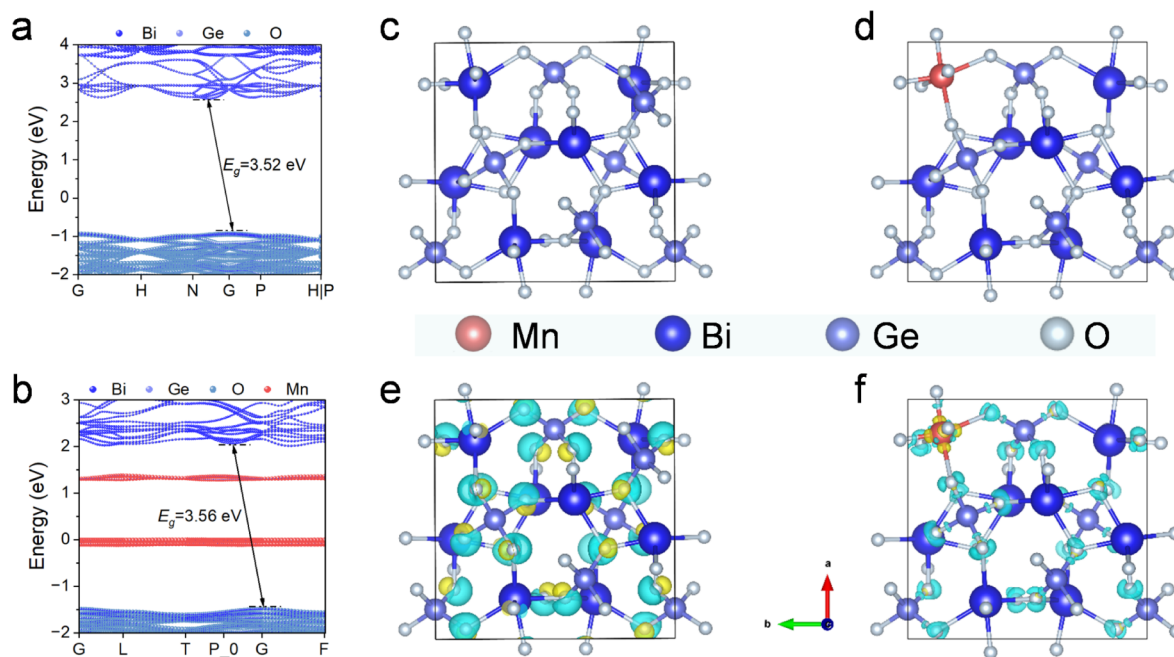 a
Bi Ge O
Energy (eV)
4
3
2
1
0
−1
−2
Eg=3.52 eV
G H N G P H|P
b
Bi Ge O Mn
Energy (eV)
3
2
1
0
−1
−2
Eg=3.56 eV
G L T P_0 G F
c
d
Mn Bi Ge O
e
a
b
f